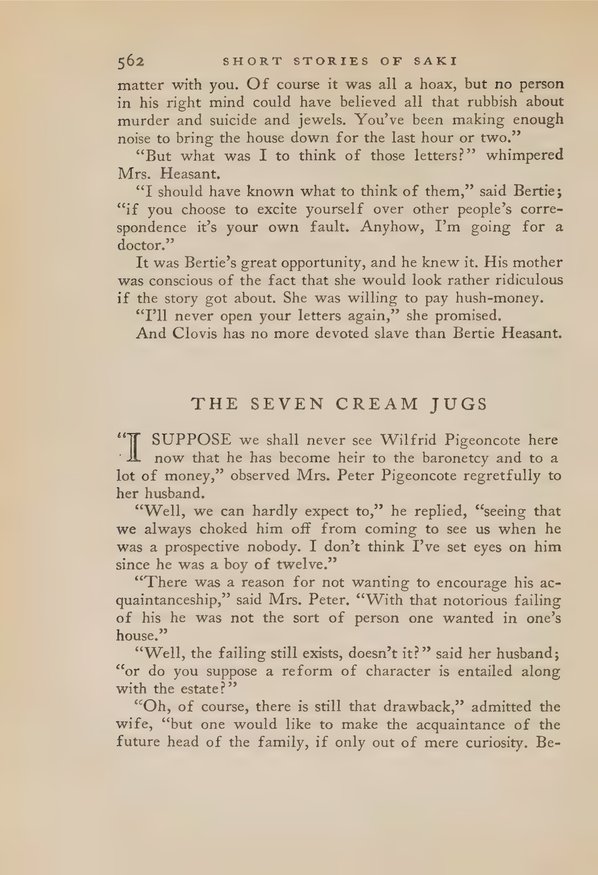 562 SHORT STORIES OF SAKI
matter with you. Of course it was all a hoax, but no person
in his right mind could have believed all that rubbish about
murder and suicide and jewels. You’ve been making enough
noise to bring the house down for the last hour or two.”
“But what was I to think of those letters?” whimpered
Mrs. Heasant.
“I should have known what to think of them,” said Bertie;
“if you choose to excite yourself over other people’s corre-
spondence it’s your own fault. Anyhow, I’m going for a
doctor.”
It was Bertie’s great opportunity, and he knew it. His mother
was conscious of the fact that she would look rather ridiculous
if the story got about. She was willing to pay hush-money.
“I’ll never open your letters again,” she promised.
And Clovis has no more devoted slave than Bertie Heasant.
THE SEVEN CREAM JUGS
“I SUPPOSE we shall never see Wilfrid Pigeoncote here
now that he has become heir to the baronetcy and to a
lot of money,” observed Mrs. Peter Pigeoncote regretfully to
her husband.
“Well, we can hardly expect to,” he replied, “seeing that
we always choked him off from coming to see us when he
was a prospective nobody. I don’t think I’ve set eyes on him
since he was a boy of twelve.”
“There was a reason for not wanting to encourage his ac-
quaintanceship,” said Mrs. Peter. “With that notorious failing
of his he was not the sort of person one wanted in one’s
house.”
“Well, the failing still exists, doesn’t it?” said her husband;
“or do you suppose a reform of character is entailed along
with the estate?”
“Oh, of course, there is still that drawback,” admitted the
wife, “but one would like to make the acquaintance of the
future head of the family, if only out of mere curiosity. Be-